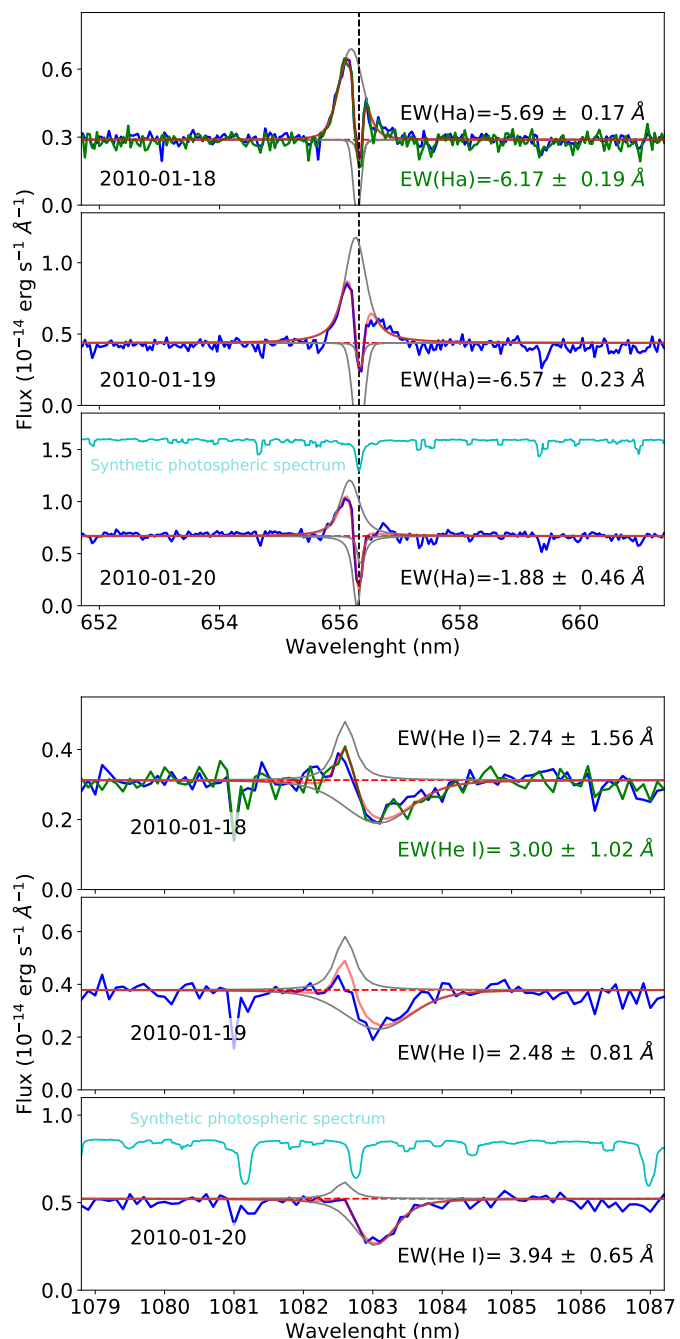 0.6
EW(Ha)=-5.69 ± 0.17 Å
0.3
2010-01-18
EW(Ha)=-6.17 ± 0.19 Å
0.0
Flux (10⁻¹⁴ erg s⁻¹ Å⁻¹)
1.0
0.5
2010-01-19
EW(Ha)=-6.57 ± 0.23 Å
0.0
1.5
Synthetic photospheric spectrum
1.0
0.5
2010-01-20
EW(Ha)=-1.88 ± 0.46 Å
0.0
652 654 656 658 660
Wavelenght (nm)
0.4
EW(He I)= 2.74 ± 1.56 Å
0.2
2010-01-18
EW(He I)= 3.00 ± 1.02 Å
0.0
Flux (10⁻¹⁴ erg s⁻¹ Å⁻¹)
0.6
0.4
0.2
2010-01-19
EW(He I)= 2.48 ± 0.81 Å
0.0
1.0
Synthetic photospheric spectrum
0.5
2010-01-20
EW(He I)= 3.94 ± 0.65 Å
0.0
1079 1080 1081 1082 1083 1084 1085 1086 1087
Wavelenght (nm)